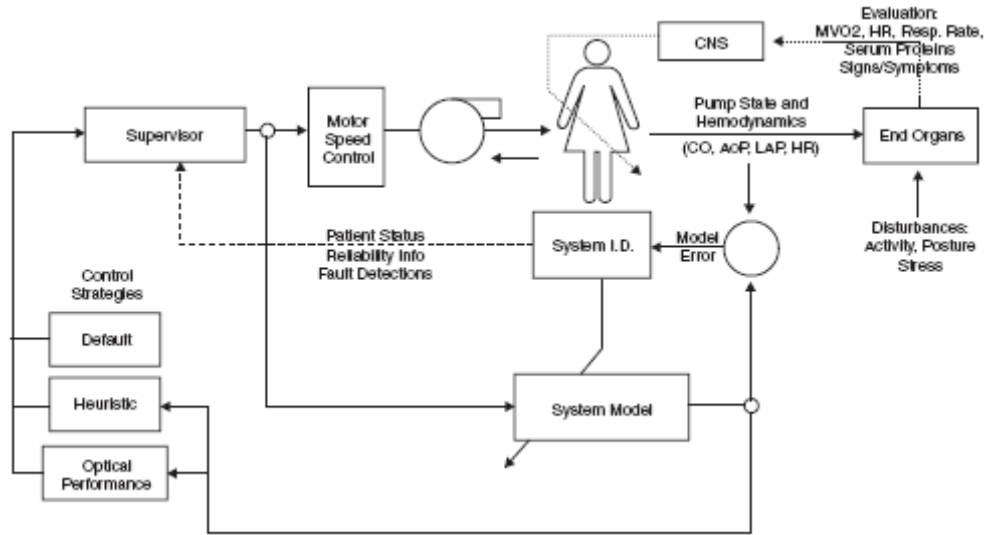 Evaluation:
MVO2, HR, Resp. Rate,
Serum Proteins
Signs/Symptoms
CNS
Supervisor
Motor
Speed
Control
Pump State and
Hemodynamics
(CO, AoP, LAP, HR)
End Organs
Patient Status
Reliability Info
Fault Detections
System I.D.
Model
Error
Disturbances:
Activity, Posture
Stress
Control
Strategies
Default
Heuristic
System Model
Optical
Performance